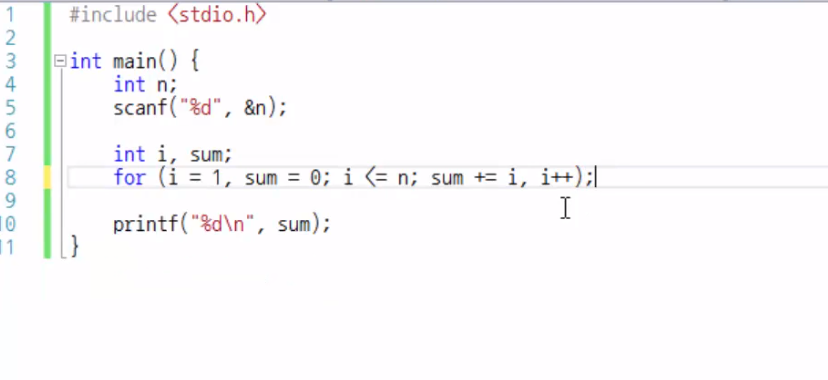 1 #include <stdio.h>
2
3 int main() {
4 int n;
5 scanf("%d", &n);
6
7 int i, sum;
8 for (i = 1, sum = 0; i <= n; sum += i, i++);
9
10 printf("%d\n", sum);
11 }